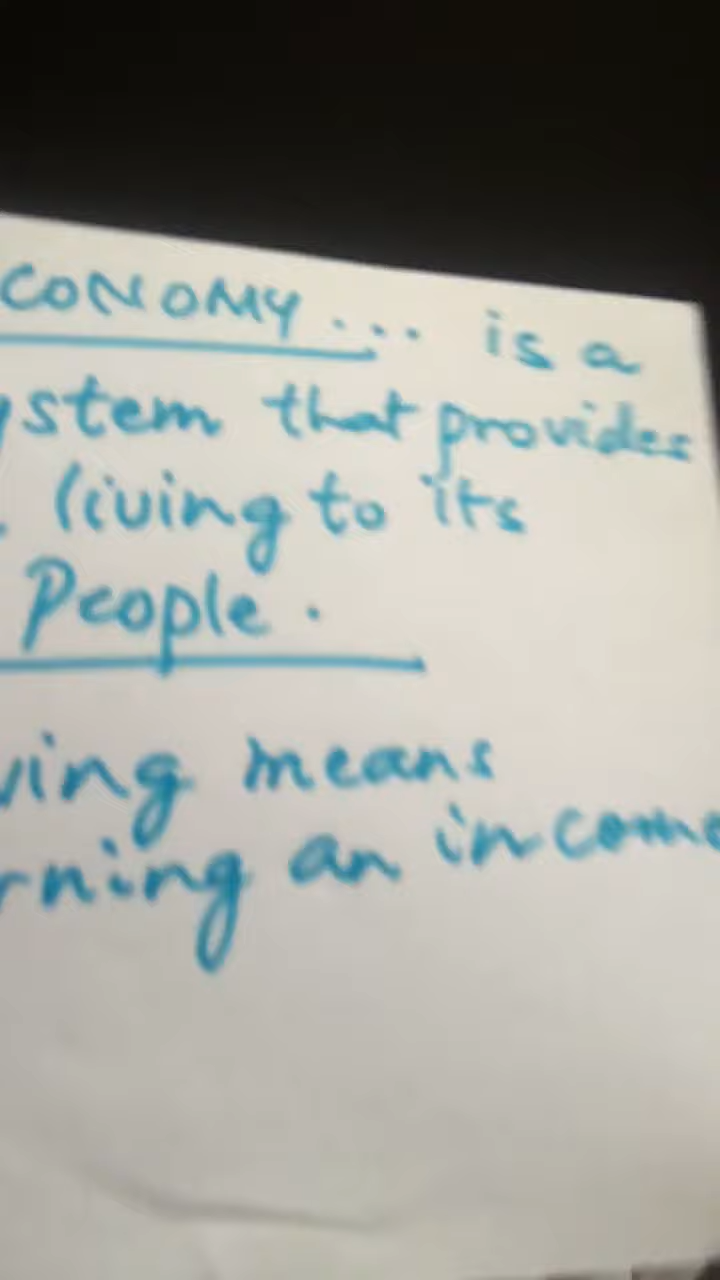 CONOMY... is a
ystem that provides
living to its
People.
ving means
rning an income